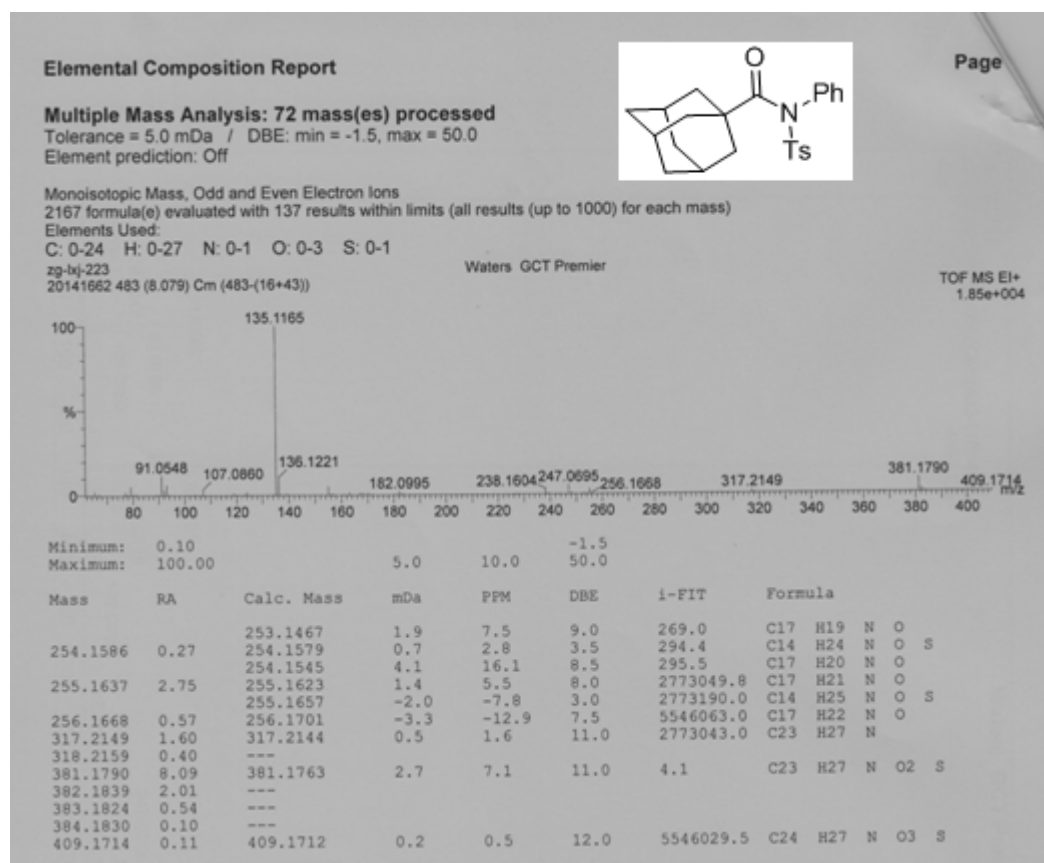 Elemental Composition Report
Page
Multiple Mass Analysis: 72 mass(es) processed
Tolerance = 5.0 mDa / DBE: min = -1.5, max = 50.0
Element prediction: Off
Monoisotopic Mass, Odd and Even Electron Ions
2167 formula(e) evaluated with 137 results within limits (all results (up to 1000) for each mass)
Elements Used:
C: 0-24 H: 0-27 N: 0-1 O: 0-3 S: 0-1
zg-lxj-223
Waters GCT Premier
20141662 483 (8.079) Cm (483-(16+43))
TOF MS EI+
1.85e+004
O
N
Ph
Ts
100
%
0
135.1165
91.0548
107.0860
136.1221
182.0995
238.1604
247.0695
256.1668
317.2149
381.1790
409.1714
m/z
80 100 120 140 160 180 200 220 240 260 280 300 320 340 360 380 400
Minimum: 0.10 -1.5
Maximum: 100.00 5.0 10.0 50.0
Mass RA Calc. Mass mDa PPM DBE i-FIT Formula
253.1467 1.9 7.5 9.0 269.0 C17 H19 N O
254.1586 0.27 254.1579 0.7 2.8 3.5 294.4 C14 H24 N O S
254.1545 4.1 16.1 8.5 295.5 C17 H20 N O
255.1637 2.75 255.1623 1.4 5.5 8.0 2773049.8 C17 H21 N O
255.1657 -2.0 -7.8 3.0 2773190.0 C14 H25 N O S
256.1668 0.57 256.1701 -3.3 -12.9 7.5 5546063.0 C17 H22 N O
317.2149 1.60 317.2144 0.5 1.6 11.0 2773043.0 C23 H27 N
318.2159 0.40 ---
381.1790 8.09 381.1763 2.7 7.1 11.0 4.1 C23 H27 N O2 S
382.1839 2.01 ---
383.1824 0.54 ---
384.1830 0.10 ---
409.1714 0.11 409.1712 0.2 0.5 12.0 5546029.5 C24 H27 N O3 S